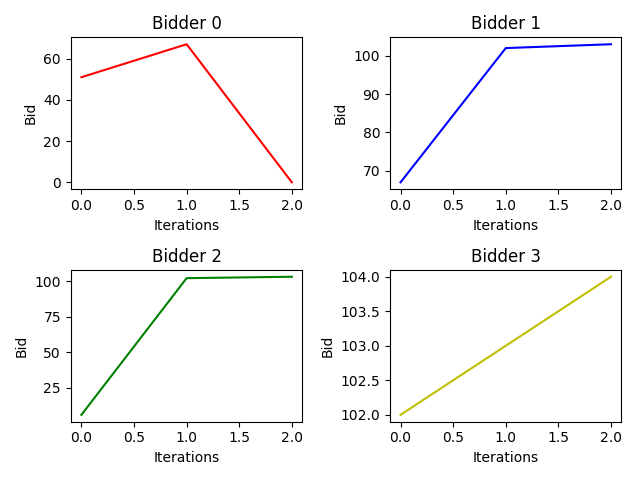 Bidder 0
Bid
60
40
20
0
0.0 0.5 1.0 1.5 2.0
Iterations
Bidder 1
Bid
100
90
80
70
0.0 0.5 1.0 1.5 2.0
Iterations
Bidder 2
Bid
100
75
50
25
0.0 0.5 1.0 1.5 2.0
Iterations
Bidder 3
Bid
104.0
103.5
103.0
102.5
102.0
0.0 0.5 1.0 1.5 2.0
Iterations